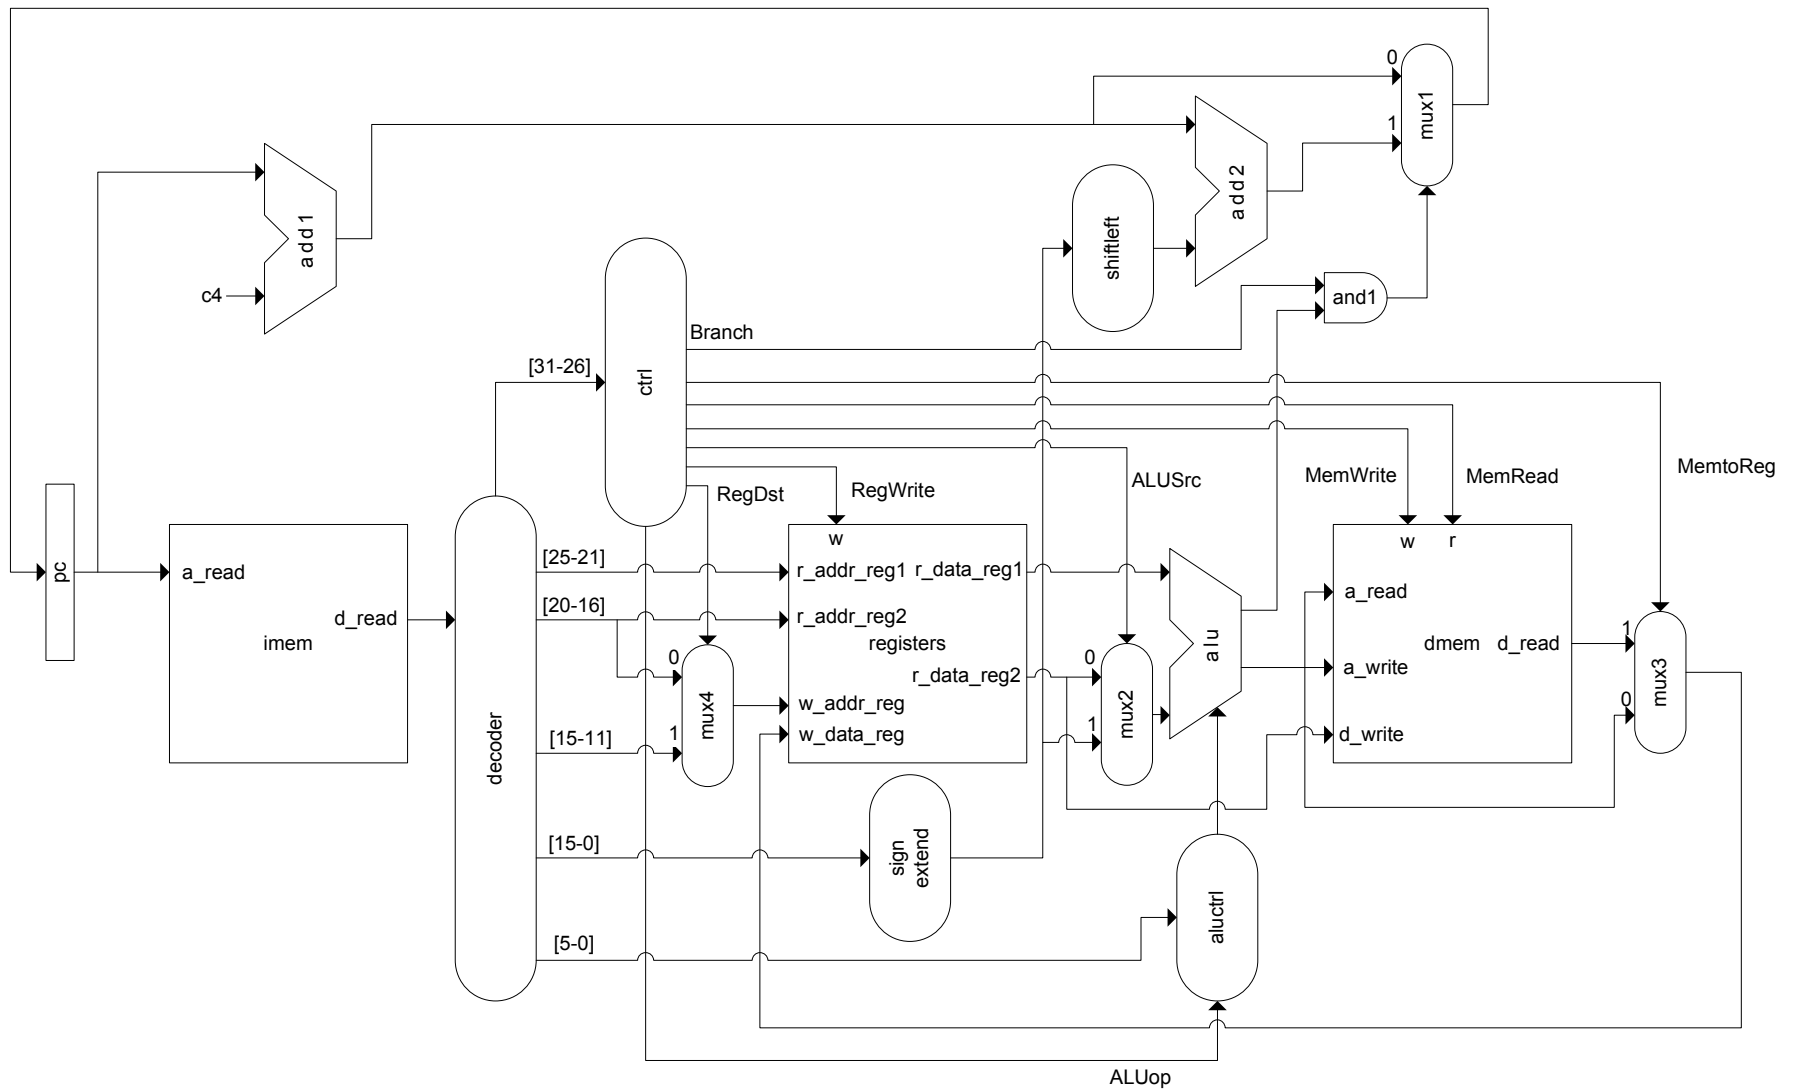 0
mux1
1
add2
add1
shiftleft
c4
and1
Branch
[31-26]
ctrl
MemtoReg
ALUSrc
MemWrite
MemRead
RegDst
RegWrite
w
w
r
[25-21]
pc
a_read
r_addr_reg1
r_data_reg1
a_read
[20-16]
d_read
r_addr_reg2
imem
registers
alu
dmem
d_read
1
0
0
a_write
r_data_reg2
mux3
mux4
w_addr_reg
mux2
0
1
w_data_reg
1
d_write
[15-11]
decoder
[15-0]
sign
extend
aluctrl
[5-0]
ALUop